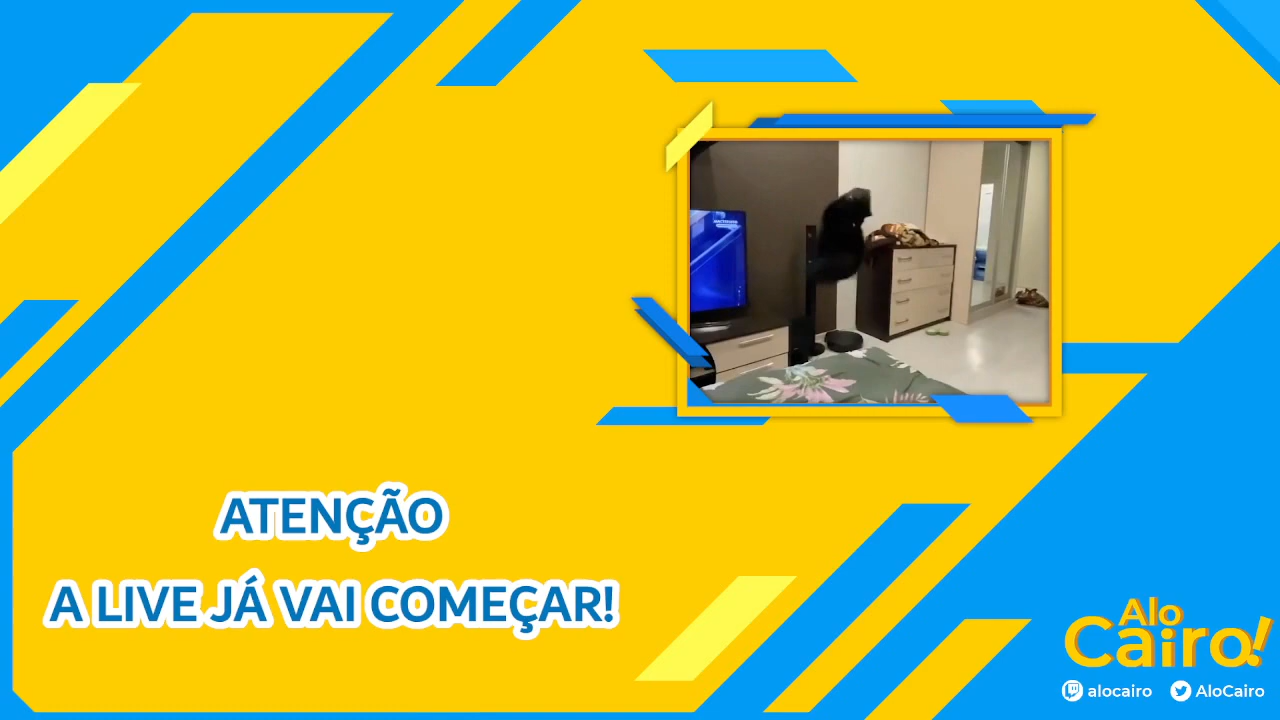 ATENÇÃO
A LIVE JÁ VAI COMEÇAR!
Alo
Cairo!
alocairo AloCairo